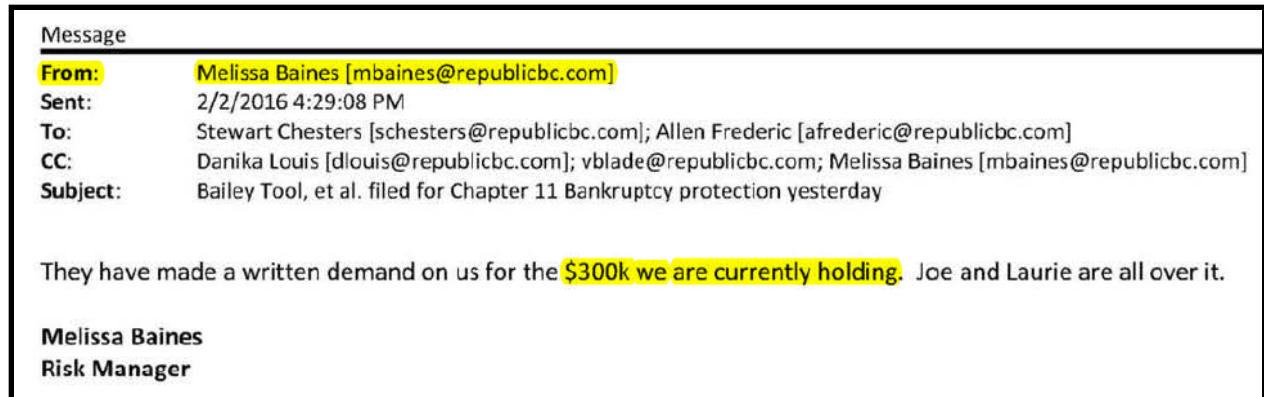 Message
From: Melissa Baines [mbaines@republicbc.com]
Sent: 2/2/2016 4:29:08 PM
To: Stewart Chesters [schesters@republicbc.com]; Allen Frederic [afrederic@republicbc.com]
CC: Danika Louis [dlouis@republicbc.com]; vblade@republicbc.com; Melissa Baines [mbaines@republicbc.com]
Subject: Bailey Tool, et al. filed for Chapter 11 Bankruptcy protection yesterday
They have made a written demand on us for the $300k we are currently holding. Joe and Laurie are all over it.
Melissa Baines
Risk Manager